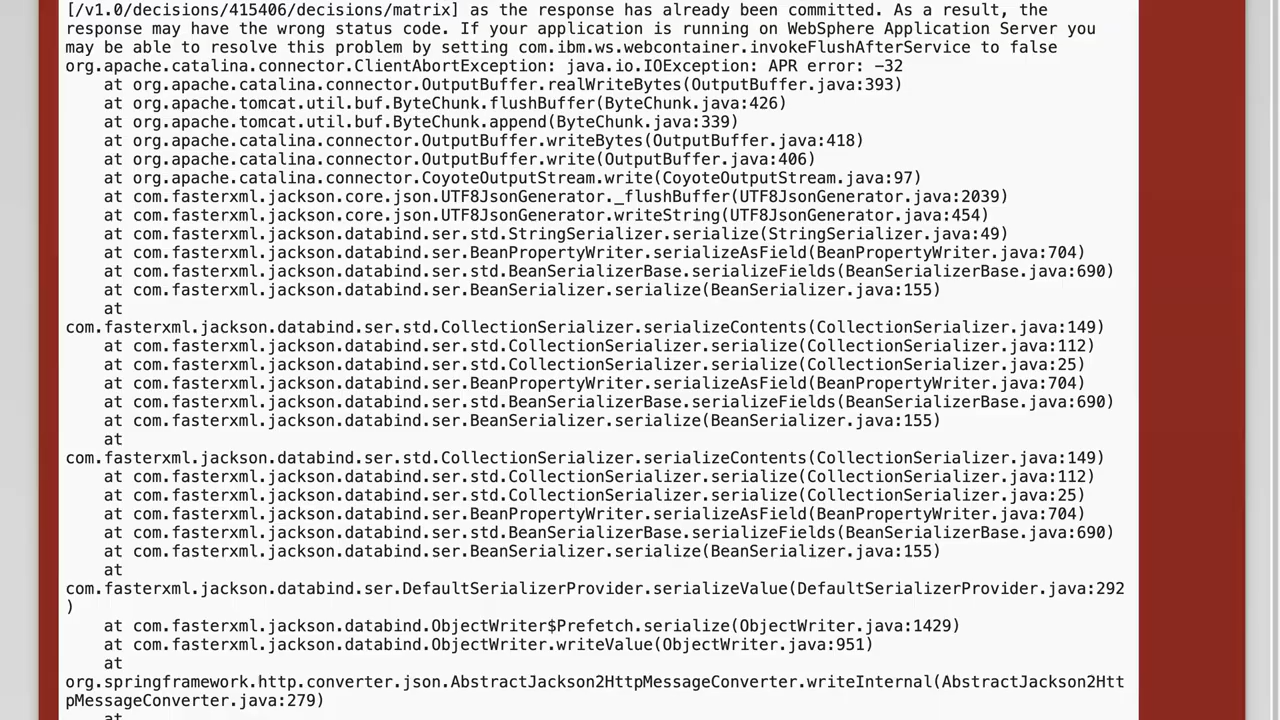 [/v1.0/decisions/415406/decisions/matrix] as the response has already been committed. As a result, the
response may have the wrong status code. If your application is running on WebSphere Application Server you
may be able to resolve this problem by setting com.ibm.ws.webcontainer.invokeFlushAfterService to false
org.apache.catalina.connector.ClientAbortException: java.io.IOException: APR error: -32
at org.apache.catalina.connector.OutputBuffer.realWriteBytes(OutputBuffer.java:393)
at org.apache.tomcat.util.buf.ByteChunk.flushBuffer(ByteChunk.java:426)
at org.apache.tomcat.util.buf.ByteChunk.append(ByteChunk.java:339)
at org.apache.catalina.connector.OutputBuffer.writeBytes(OutputBuffer.java:418)
at org.apache.catalina.connector.OutputBuffer.write(OutputBuffer.java:406)
at org.apache.catalina.connector.CoyoteOutputStream.write(CoyoteOutputStream.java:97)
at com.fasterxml.jackson.core.json.UTF8JsonGenerator._flushBuffer(UTF8JsonGenerator.java:2039)
at com.fasterxml.jackson.core.json.UTF8JsonGenerator.writeString(UTF8JsonGenerator.java:454)
at com.fasterxml.jackson.databind.ser.std.StringSerializer.serialize(StringSerializer.java:49)
at com.fasterxml.jackson.databind.ser.BeanPropertyWriter.serializeAsField(BeanPropertyWriter.java:704)
at com.fasterxml.jackson.databind.ser.std.BeanSerializerBase.serializeFields(BeanSerializerBase.java:690)
at com.fasterxml.jackson.databind.ser.BeanSerializer.serialize(BeanSerializer.java:155)
at
com.fasterxml.jackson.databind.ser.std.CollectionSerializer.serializeContents(CollectionSerializer.java:149)
at com.fasterxml.jackson.databind.ser.std.CollectionSerializer.serialize(CollectionSerializer.java:112)
at com.fasterxml.jackson.databind.ser.std.CollectionSerializer.serialize(CollectionSerializer.java:25)
at com.fasterxml.jackson.databind.ser.BeanPropertyWriter.serializeAsField(BeanPropertyWriter.java:704)
at com.fasterxml.jackson.databind.ser.std.BeanSerializerBase.serializeFields(BeanSerializerBase.java:690)
at com.fasterxml.jackson.databind.ser.BeanSerializer.serialize(BeanSerializer.java:155)
at
com.fasterxml.jackson.databind.ser.std.CollectionSerializer.serializeContents(CollectionSerializer.java:149)
at com.fasterxml.jackson.databind.ser.std.CollectionSerializer.serialize(CollectionSerializer.java:112)
at com.fasterxml.jackson.databind.ser.std.CollectionSerializer.serialize(CollectionSerializer.java:25)
at com.fasterxml.jackson.databind.ser.BeanPropertyWriter.serializeAsField(BeanPropertyWriter.java:704)
at com.fasterxml.jackson.databind.ser.std.BeanSerializerBase.serializeFields(BeanSerializerBase.java:690)
at com.fasterxml.jackson.databind.ser.BeanSerializer.serialize(BeanSerializer.java:155)
at
com.fasterxml.jackson.databind.ser.DefaultSerializerProvider.serializeValue(DefaultSerializerProvider.java:292
)
at com.fasterxml.jackson.databind.ObjectWriter$Prefetch.serialize(ObjectWriter.java:1429)
at com.fasterxml.jackson.databind.ObjectWriter.writeValue(ObjectWriter.java:951)
at
org.springframework.http.converter.json.AbstractJackson2HttpMessageConverter.writeInternal(AbstractJackson2Htt
pMessageConverter.java:279)
at